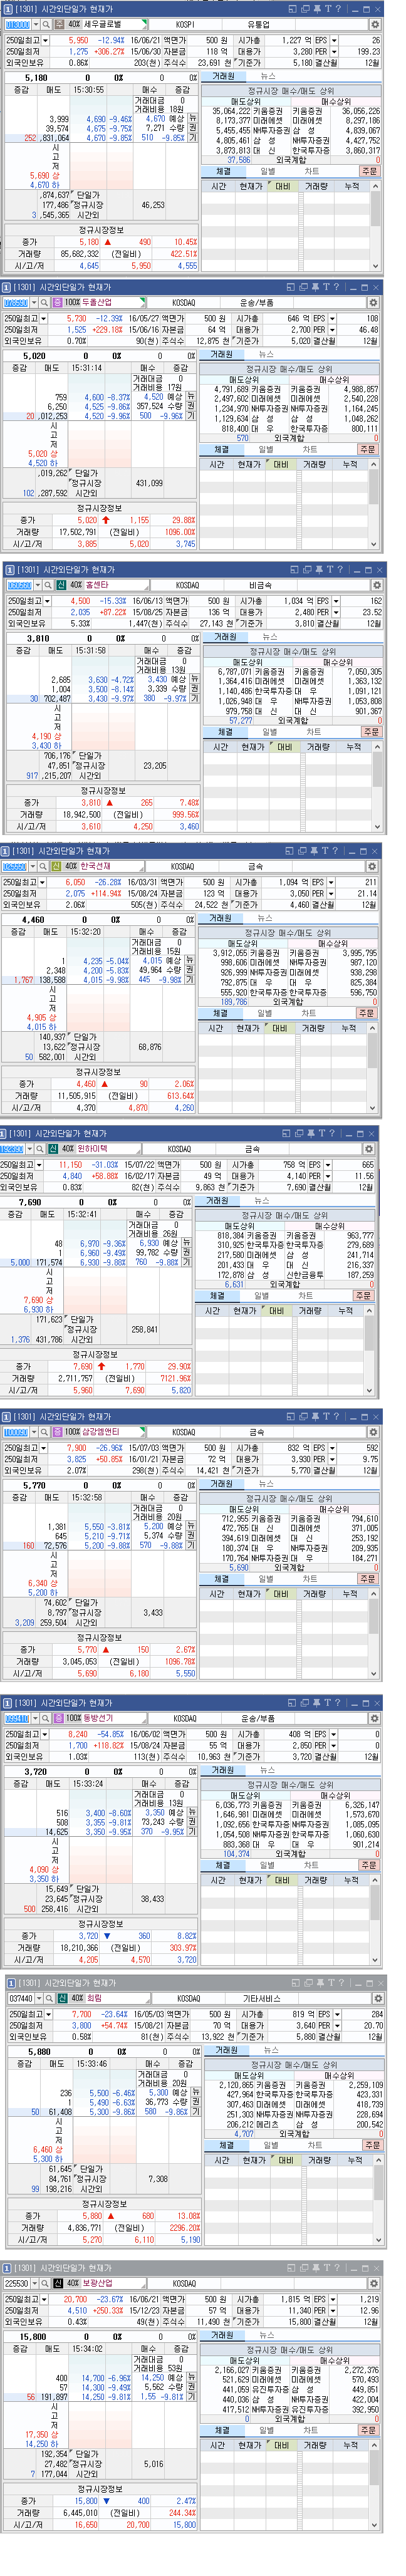 [1301] 시간외단일가 현재가
013000 증 40% 세우글로벌 KOSPI 유통업
250일최고 5,950 -12.94% 16/06/21 액면가 500 원 시가총 1,227 억 EPS 26
250일최저 1,275 +306.27% 15/06/30 자본금 118 억 대용가 3,280 PER 199.23
외국인보유 0.86% 203(천) 주식수 23,691 천 기준가 5,180 결산월 12월
5,180 0 0% 0%
증감 매도 15:30:55 매수 증감
거래대금 0
거래비용 18원
3,999 4,690 -9.46% 4,670 예상 뉴
39,574 4,675 -9.75% 7,271 수량 권
252 ,831,064 4,670 -9.85% 510 -9.85% 기
시
고
저
5,690 상
4,670 하
,874,637 단일가
177,486 정규시장 46,253
3 ,545,365 시간외
정규시장정보
종가 5,180 ▲ 490 10.45%
거래량 85,682,332 (전일비) 422.51%
시/고/저 4,645 5,950 4,555
거래원 뉴스
정규시장 매수/매도 상위
매도상위 매수상위
35,064,222 키움증권 키움증권 36,056,226
8,173,377 미래에셋 미래에셋 8,297,186
5,455,455 NH투자증권 삼 성 4,839,067
4,805,461 삼 성 NH투자증권 4,427,752
3,873,813 대 신 한국투자증 3,860,317
37,586 외국계합 0
체결 일별 차트 주문
시간 현재가 대비 거래량 누적
[1301] 시간외단일가 현재가
078590 증 100% 두올산업 KOSDAQ 운송/부품
250일최고 5,730 -12.39% 16/05/27 액면가 500 원 시가총 646 억 EPS 108
250일최저 1,525 +229.18% 15/06/16 자본금 64 억 대용가 2,700 PER 46.48
외국인보유 0.70% 90(천) 주식수 12,875 천 기준가 5,020 결산월 12월
5,020 0 0% 0%
증감 매도 15:31:14 매수 증감
거래대금 0
거래비용 17원
759 4,600 -8.37% 4,520 예상 뉴
6,250 4,525 -9.86% 357,524 수량 권
20 ,012,253 4,520 -9.96% 500 -9.96% 기
시
고
저
5,020 상
4,520 하
,019,262 단일가
정규시장 431,099
102 ,287,592 시간외
정규시장정보
종가 5,020 ↑ 1,155 29.88%
거래량 17,502,791 (전일비) 1096.00%
시/고/저 3,885 5,020 3,745
거래원 뉴스
정규시장 매수/매도 상위
매도상위 매수상위
4,791,689 키움증권 키움증권 4,988,857
2,497,602 미래에셋 미래에셋 2,540,228
1,234,970 NH투자증권 NH투자증권 1,164,245
1,129,634 삼 성 삼 성 1,048,262
818,400 대 우 한국투자증 800,111
570 외국계합 0
체결 일별 차트 주문
시간 현재가 대비 거래량 누적
[1301] 시간외단일가 현재가
060560 신 40% 홈센타 KOSDAQ 비금속
250일최고 4,500 -15.33% 16/06/13 액면가 500 원 시가총 1,034 억 EPS 162
250일최저 2,035 +87.22% 15/08/25 자본금 136 억 대용가 2,480 PER 23.52
외국인보유 5.33% 1,447(천) 주식수 27,143 천 기준가 3,810 결산월 12월
3,810 0 0% 0%
증감 매도 15:31:58 매수 증감
거래대금 0
거래비용 13원
2,685 3,630 -4.72% 3,430 예상 뉴
1,004 3,500 -8.14% 3,339 수량 권
30 702,487 3,430 -9.97% 380 -9.97% 기
시
고
저
4,190 상
3,430 하
706,176 단일가
47,851 정규시장 23,205
917 ,215,207 시간외
정규시장정보
종가 3,810 ▲ 265 7.48%
거래량 18,942,500 (전일비) 999.56%
시/고/저 3,610 4,250 3,460
거래원 뉴스
정규시장 매수/매도 상위
매도상위 매수상위
6,787,071 키움증권 키움증권 7,050,305
1,364,416 미래에셋 미래에셋 1,363,132
1,140,486 한국투자증 대 우 1,091,121
1,026,948 대 우 NH투자증권 1,053,808
979,758 대 신 대 신 901,367
57,277 외국계합 0
체결 일별 차트 주문
시간 현재가 대비 거래량 누적
[1301] 시간외단일가 현재가
025550 신 40% 한국선재 KOSDAQ 금속
250일최고 6,050 -26.28% 16/03/31 액면가 500 원 시가총 1,094 억 EPS 211
250일최저 2,075 +114.94% 15/08/24 자본금 123 억 대용가 3,050 PER 21.14
외국인보유 2.06% 505(천) 주식수 24,522 천 기준가 4,460 결산월 12월
4,460 0 0% 0%
증감 매도 15:32:20 매수 증감
거래대금 0
거래비용 15원
1 4,235 -5.04% 4,015 예상 뉴
2,348 4,200 -5.83% 49,964 수량 권
1,767 138,588 4,015 -9.98% 445 -9.98% 기
시
고
저
4,905 상
4,015 하
140,937 단일가
13,622 정규시장 68,876
50 582,001 시간외
정규시장정보
종가 4,460 ▲ 90 2.06%
거래량 11,505,915 (전일비) 613.64%
시/고/저 4,370 4,870 4,260
거래원 뉴스
정규시장 매수/매도 상위
매도상위 매수상위
3,912,055 키움증권 키움증권 3,995,795
998,606 미래에셋 NH투자증권 987,120
926,999 NH투자증권 미래에셋 938,298
792,875 대 우 대 우 825,384
555,920 한국투자증 한국투자증 596,750
189,786 외국계합 0
체결 일별 차트 주문
시간 현재가 대비 거래량 누적
[1301] 시간외단일가 현재가
192390 신 40% 윈하이텍 KOSDAQ 금속
250일최고 11,150 -31.03% 15/07/22 액면가 500 원 시가총 758 억 EPS 665
250일최저 4,840 +58.88% 16/02/17 자본금 49 억 대용가 4,140 PER 11.56
외국인보유 0.83% 82(천) 주식수 9,863 천 기준가 7,690 결산월 12월
7,690 0 0% 0%
증감 매도 15:32:41 매수 증감
거래대금 0
거래비용 26원
48 6,970 -9.36% 6,930 예상 뉴
1 6,960 -9.49% 99,782 수량 권
5,000 171,574 6,930 -9.88% 760 -9.88% 기
시
고
저
7,690 상
6,930 하
171,623 단일가
정규시장 258,841
1,376 431,786 시간외
정규시장정보
종가 7,690 ↑ 1,770 29.90%
거래량 2,711,757 (전일비) 7121.96%
시/고/저 5,960 7,690 5,820
거래원 뉴스
정규시장 매수/매도 상위
매도상위 매수상위
818,384 키움증권 키움증권 963,777
310,925 한국투자증 한국투자증 279,689
217,580 미래에셋 삼 성 241,714
201,433 대 우 대 신 216,337
172,878 삼 성 신한금융투 187,259
6,631 외국계합 0
체결 일별 차트 주문
시간 현재가 대비 거래량 누적
[1301] 시간외단일가 현재가
100090 증 100% 삼강엠앤티 KOSDAQ 금속
250일최고 7,900 -26.96% 15/07/03 액면가 500 원 시가총 832 억 EPS 592
250일최저 3,825 +50.85% 16/01/21 자본금 72 억 대용가 3,930 PER 9.75
외국인보유 2.07% 298(천) 주식수 14,421 천 기준가 5,770 결산월 12월
5,770 0 0% 0%
증감 매도 15:32:58 매수 증감
거래대금 0
거래비용 20원
1,381 5,550 -3.81% 5,200 예상 뉴
645 5,210 -9.71% 5,374 수량 권
160 72,576 5,200 -9.88% 570 -9.88% 기
시
고
저
6,340 상
5,200 하
74,602 단일가
8,797 정규시장 3,433
3,209 259,504 시간외
정규시장정보
종가 5,770 ▲ 150 2.67%
거래량 3,045,053 (전일비) 1096.78%
시/고/저 5,690 6,180 5,550
거래원 뉴스
정규시장 매수/매도 상위
매도상위 매수상위
712,955 키움증권 키움증권 794,610
472,765 대 신 미래에셋 371,005
394,619 미래에셋 대 신 253,192
180,374 대 우 NH투자증권 209,935
170,764 NH투자증권 대 우 184,271
5,690 외국계합 0
체결 일별 차트 주문
시간 현재가 대비 거래량 누적
[1301] 시간외단일가 현재가
099410 증 100% 동방선기 KOSDAQ 운송/부품
250일최고 8,240 -54.85% 16/06/02 액면가 500 원 시가총 408 억 EPS 0
250일최저 1,700 +118.82% 15/08/24 자본금 55 억 대용가 2,850 PER 0
외국인보유 1.03% 113(천) 주식수 10,963 천 기준가 3,720 결산월 12월
3,720 0 0% 0%
증감 매도 15:33:24 매수 증감
거래대금 0
거래비용 13원
516 3,400 -8.60% 3,350 예상 뉴
508 3,355 -9.81% 73,243 수량 권
14,625 3,350 -9.95% 370 -9.95% 기
시
고
저
4,090 상
3,350 하
15,649 단일가
23,645 정규시장 38,433
500 258,416 시간외
정규시장정보
종가 3,720 ▼ 360 8.82%
거래량 18,210,366 (전일비) 303.97%
시/고/저 4,205 4,570 3,720
거래원 뉴스
정규시장 매수/매도 상위
매도상위 매수상위
6,036,773 키움증권 키움증권 6,326,147
1,646,981 미래에셋 미래에셋 1,573,670
1,092,656 한국투자증 NH투자증권 1,085,095
1,054,508 NH투자증권 한국투자증 1,060,630
883,368 대 우 대 우 901,214
104,374 외국계합 0
체결 일별 차트 주문
시간 현재가 대비 거래량 누적
[1301] 시간외단일가 현재가
037440 신 40% 희림 KOSDAQ 기타서비스
250일최고 7,700 -23.64% 16/05/03 액면가 500 원 시가총 819 억 EPS 284
250일최저 3,800 +54.74% 15/08/21 자본금 70 억 대용가 3,640 PER 20.70
외국인보유 0.58% 81(천) 주식수 13,922 천 기준가 5,880 결산월 12월
5,880 0 0% 0%
증감 매도 15:33:46 매수 증감
거래대금 0
거래비용 20원
236 5,500 -6.46% 5,300 예상 뉴
1 5,490 -6.63% 36,773 수량 권
50 61,408 5,300 -9.86% 580 -9.86% 기
시
고
저
6,460 상
5,300 하
61,645 단일가
84,761 정규시장 7,308
99 198,216 시간외
정규시장정보
종가 5,880 ▲ 680 13.08%
거래량 4,836,771 (전일비) 2296.20%
시/고/저 5,270 6,110 5,190
거래원 뉴스
정규시장 매수/매도 상위
매도상위 매수상위
2,120,865 키움증권 키움증권 2,259,109
427,964 한국투자증 한국투자증 423,331
307,463 미래에셋 미래에셋 418,739
251,303 NH투자증권 NH투자증권 228,694
206,212 메리츠 삼 성 200,542
4,707 외국계합 0
체결 일별 차트 주문
시간 현재가 대비 거래량 누적
[1301] 시간외단일가 현재가
225530 신 40% 보광산업 KOSDAQ
250일최고 20,700 -23.67% 16/06/21 액면가 500 원 시가총 1,815 억 EPS 1,219
250일최저 4,510 +250.33% 15/12/23 자본금 57 억 대용가 11,340 PER 12.96
외국인보유 0.43% 49(천) 주식수 11,490 천 기준가 15,800 결산월 12월
15,800 0 0% 0%
증감 매도 15:34:02 매수 증감
거래대금 0
거래비용 53원
400 14,700 -6.96% 14,250 예상 뉴
57 14,300 -9.49% 5,562 수량 권
56 191,897 14,250 -9.81% 1,55 -9.81% 기
시
고
저
17,350 상
14,250 하
192,354 단일가
27,482 정규시장 5,016
7 177,044 시간외
정규시장정보
종가 15,800 ▼ 400 2.47%
거래량 6,445,010 (전일비) 244.34%
시/고/저 16,650 20,700 15,800
거래원 뉴스
정규시장 매수/매도 상위
매도상위 매수상위
2,166,027 키움증권 키움증권 2,272,376
521,629 미래에셋 미래에셋 570,493
441,059 유진투자증 삼 성 449,851
440,036 삼 성 NH투자증권 422,004
417,512 NH투자증권 유진투자증 392,950
0 외국계합 0
체결 일별 차트 주문
시간 현재가 대비 거래량 누적